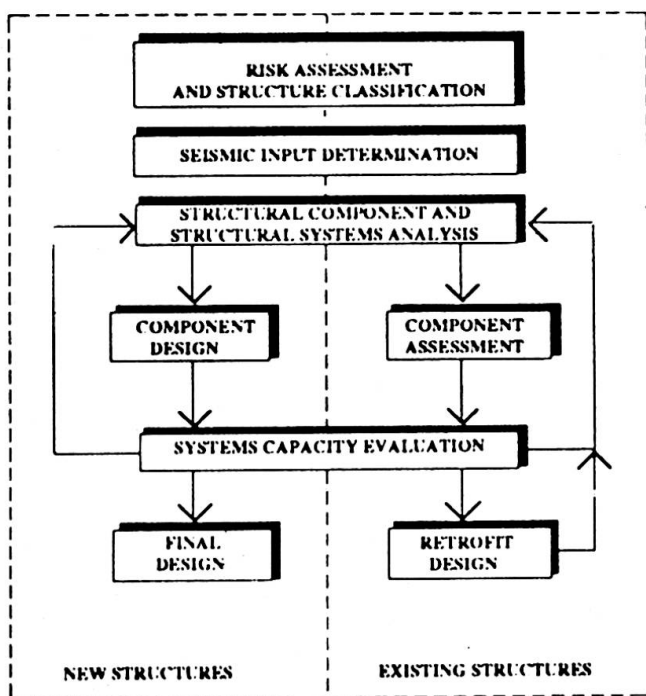 RISK ASSESSMENT
AND STRUCTURE CLASSIFICATION
SEISMIC INPUT DETERMINATION
STRUCTURAL COMPONENT AND
STRUCTURAL SYSTEMS ANALYSIS
COMPONENT
DESIGN
COMPONENT
ASSESSMENT
SYSTEMS CAPACITY EVALUATION
FINAL
DESIGN
RETROFIT
DESIGN
NEW STRUCTURES
EXISTING STRUCTURES